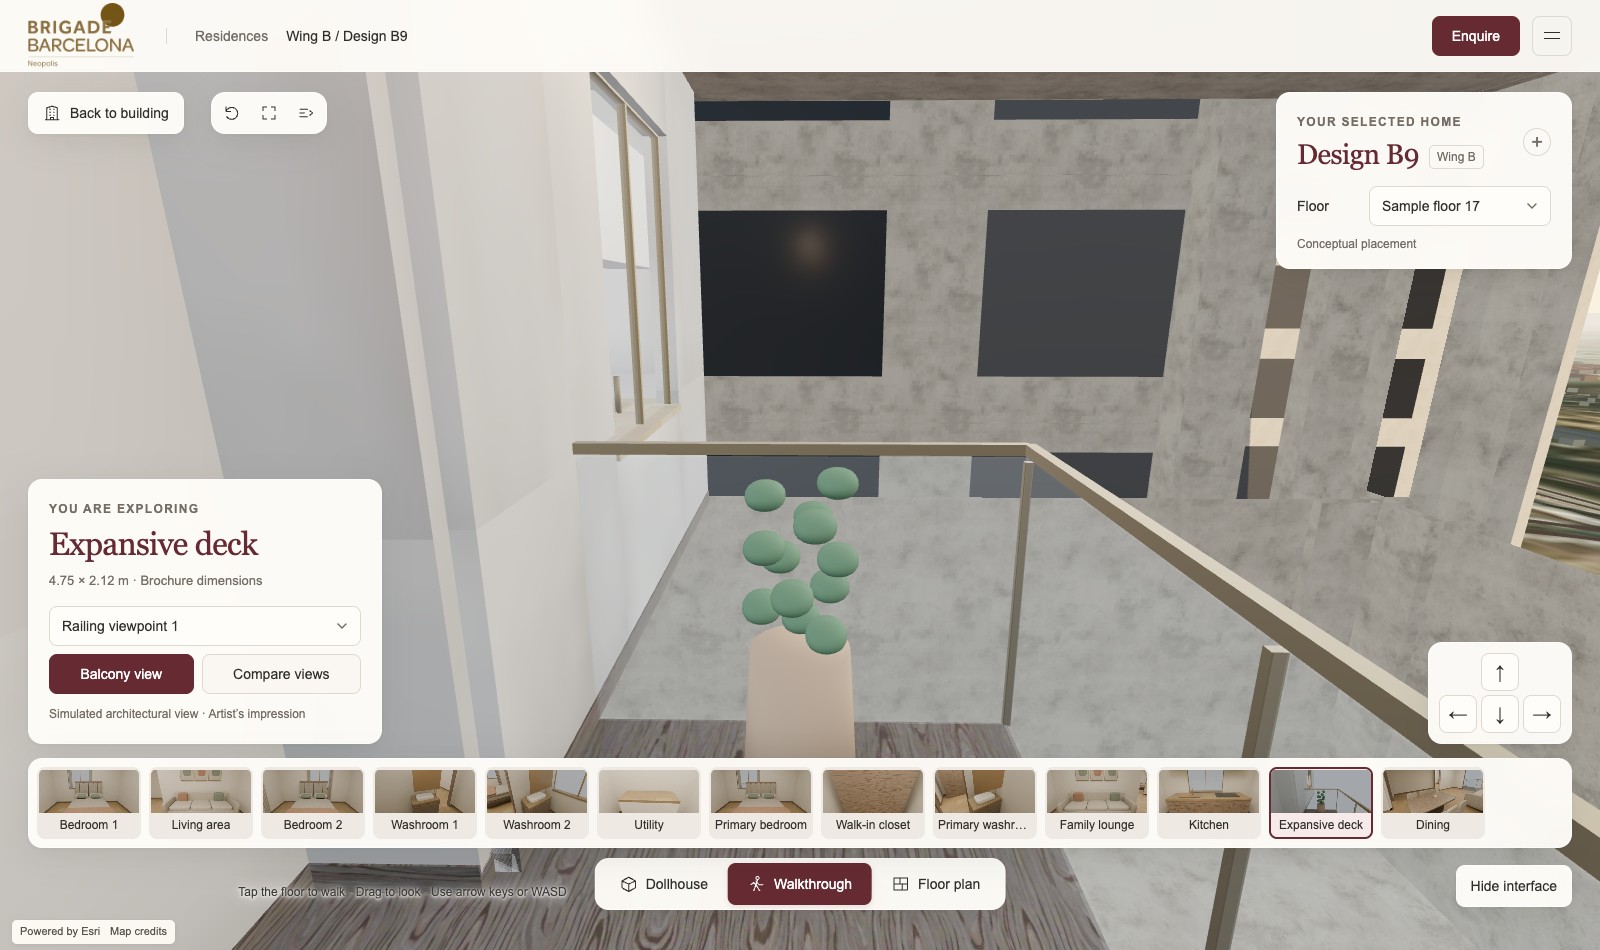 BRIGADE
BARCELONA
Neopolis
Residences
Wing B / Design B9
Enquire
Back to building
YOUR SELECTED HOME
Design B9
Wing B
Floor
Sample floor 17
Conceptual placement
YOU ARE EXPLORING
Expansive deck
4.75 × 2.12 m · Brochure dimensions
Railing viewpoint 1
Balcony view
Compare views
Simulated architectural view · Artist's impression
Bedroom 1
Living area
Bedroom 2
Washroom 1
Washroom 2
Utility
Primary bedroom
Walk-in closet
Primary washr...
Family lounge
Kitchen
Expansive deck
Dining
Tap the floor to walk · Drag to look · Use arrow keys or WASD
Dollhouse
Walkthrough
Floor plan
Hide interface
Powered by Esri
Map credits